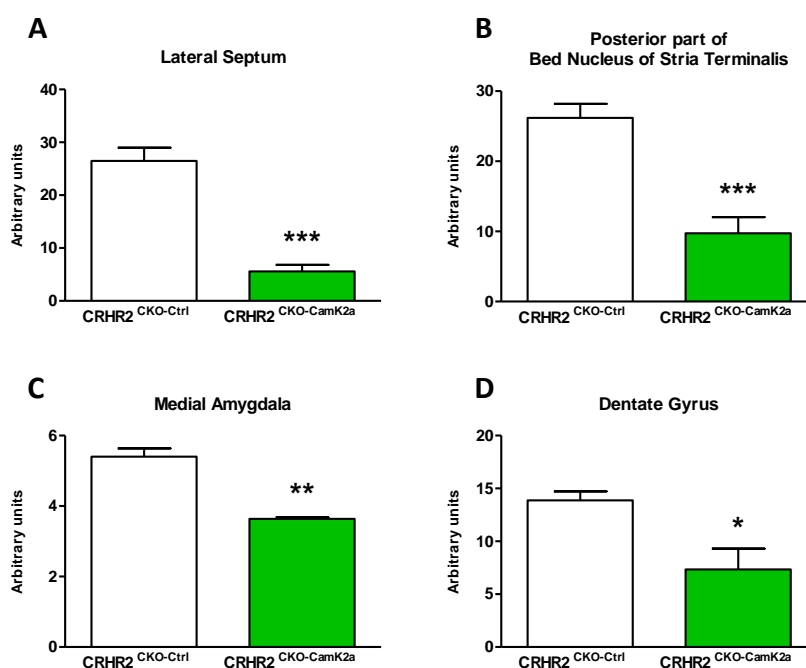 A
Lateral Septum
Arbitrary units
40
30
20
10
0
***
CRHR2 CKO-Ctrl
CRHR2 CKO-CamK2a
B
Posterior part of
Bed Nucleus of Stria Terminalis
Arbitrary units
30
20
10
0
***
CRHR2 CKO-Ctrl
CRHR2 CKO-CamK2a
C
Medial Amygdala
Arbitrary units
6
4
2
0
**
CRHR2 CKO-Ctrl
CRHR2 CKO-CamK2a
D
Dentate Gyrus
Arbitrary units
20
15
10
5
0
*
CRHR2 CKO-Ctrl
CRHR2 CKO-CamK2a